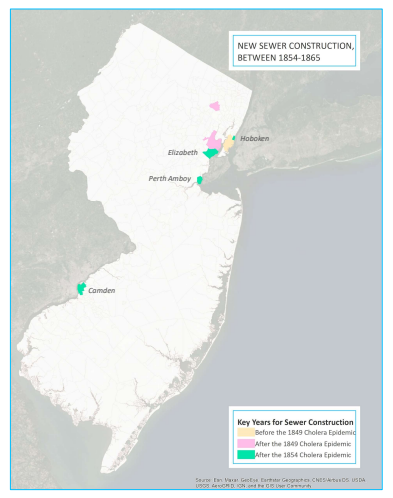 NEW SEWER CONSTRUCTION,
BETWEEN 1854-1865
Hoboken
Elizabeth
Perth Amboy
Camden
Key Years for Sewer Construction
Before the 1849 Cholera Epidemic
After the 1849 Cholera Epidemic
After the 1854 Cholera Epidemic
Source: Esri, Maxar, GeoEye, Earthstar Geographics, CNES/Airbus DS, USDA,
USGS, AeroGRID, IGN, and the GIS User Community